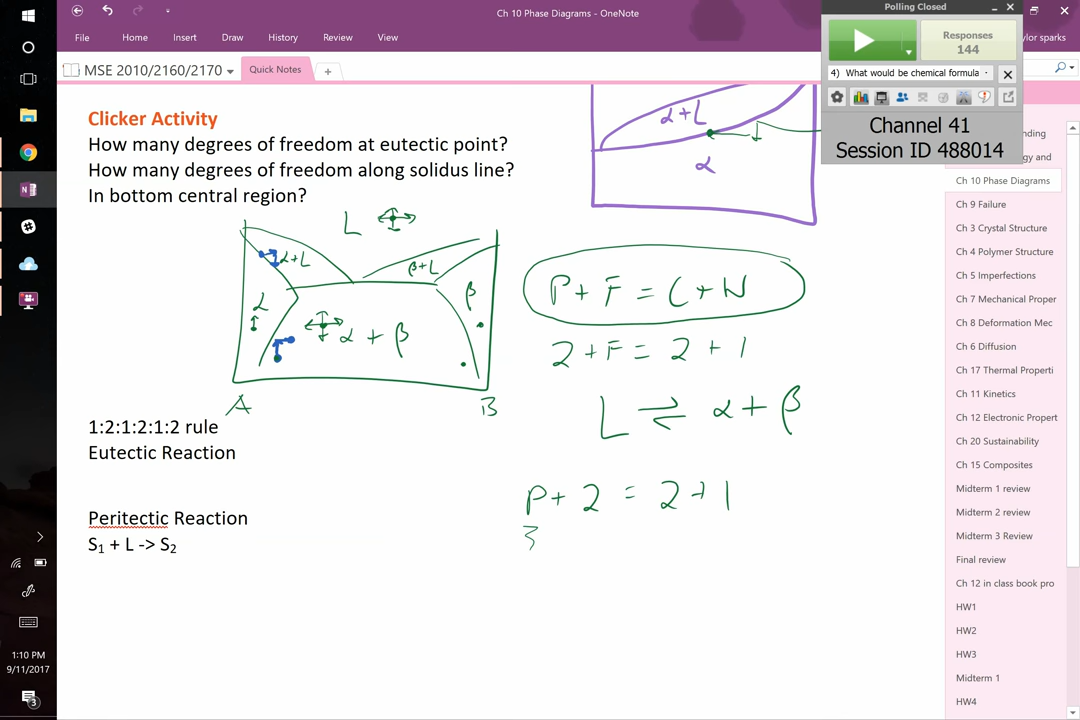 Ch 10 Phase Diagrams - OneNote
Polling Closed
ylor sparks
File Home Insert Draw History Review View
Responses
144
4) What would be chemical formula
MSE 2010/2160/2170 Quick Notes
Channel 41
Session ID 488014
Clicker Activity
How many degrees of freedom at eutectic point?
How many degrees of freedom along solidus line?
In bottom central region?
α+L
α
L
α+L
β+L
α
β
α + β
A
B
P+F = C+N
2+F = 2+1
L ⇌ α + β
P+2 = 2+1
3
1:2:1:2:1:2 rule
Eutectic Reaction
Peritectic Reaction
S₁ + L -> S₂
nding
gy and
Ch 10 Phase Diagrams
Ch 9 Failure
Ch 3 Crystal Structure
Ch 4 Polymer Structure
Ch 5 Imperfections
Ch 7 Mechanical Proper
Ch 8 Deformation Mec
Ch 6 Diffusion
Ch 17 Thermal Properti
Ch 11 Kinetics
Ch 12 Electronic Propert
Ch 20 Sustainability
Ch 15 Composites
Midterm 1 review
Midterm 2 review
Midterm 3 Review
Final review
Ch 12 in class book pro
HW1
HW2
HW3
Midterm 1
HW4
1:10 PM
9/11/2017
3